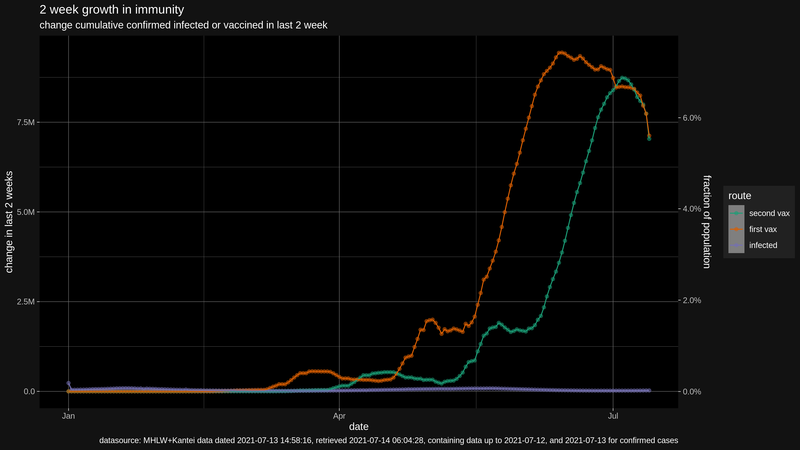 2 week growth in immunity
change cumulative confirmed infected or vaccined in last 2 week
change in last 2 weeks
7.5M
5.0M
2.5M
0.0
6.0%
4.0%
2.0%
0.0%
fraction of population
route
second vax
first vax
infected
Jan
Apr
Jul
date
datasource: MHLW+Kantei data dated 2021-07-13 14:58:16, retrieved 2021-07-14 06:04:28, containing data up to 2021-07-12, and 2021-07-13 for confirmed cases